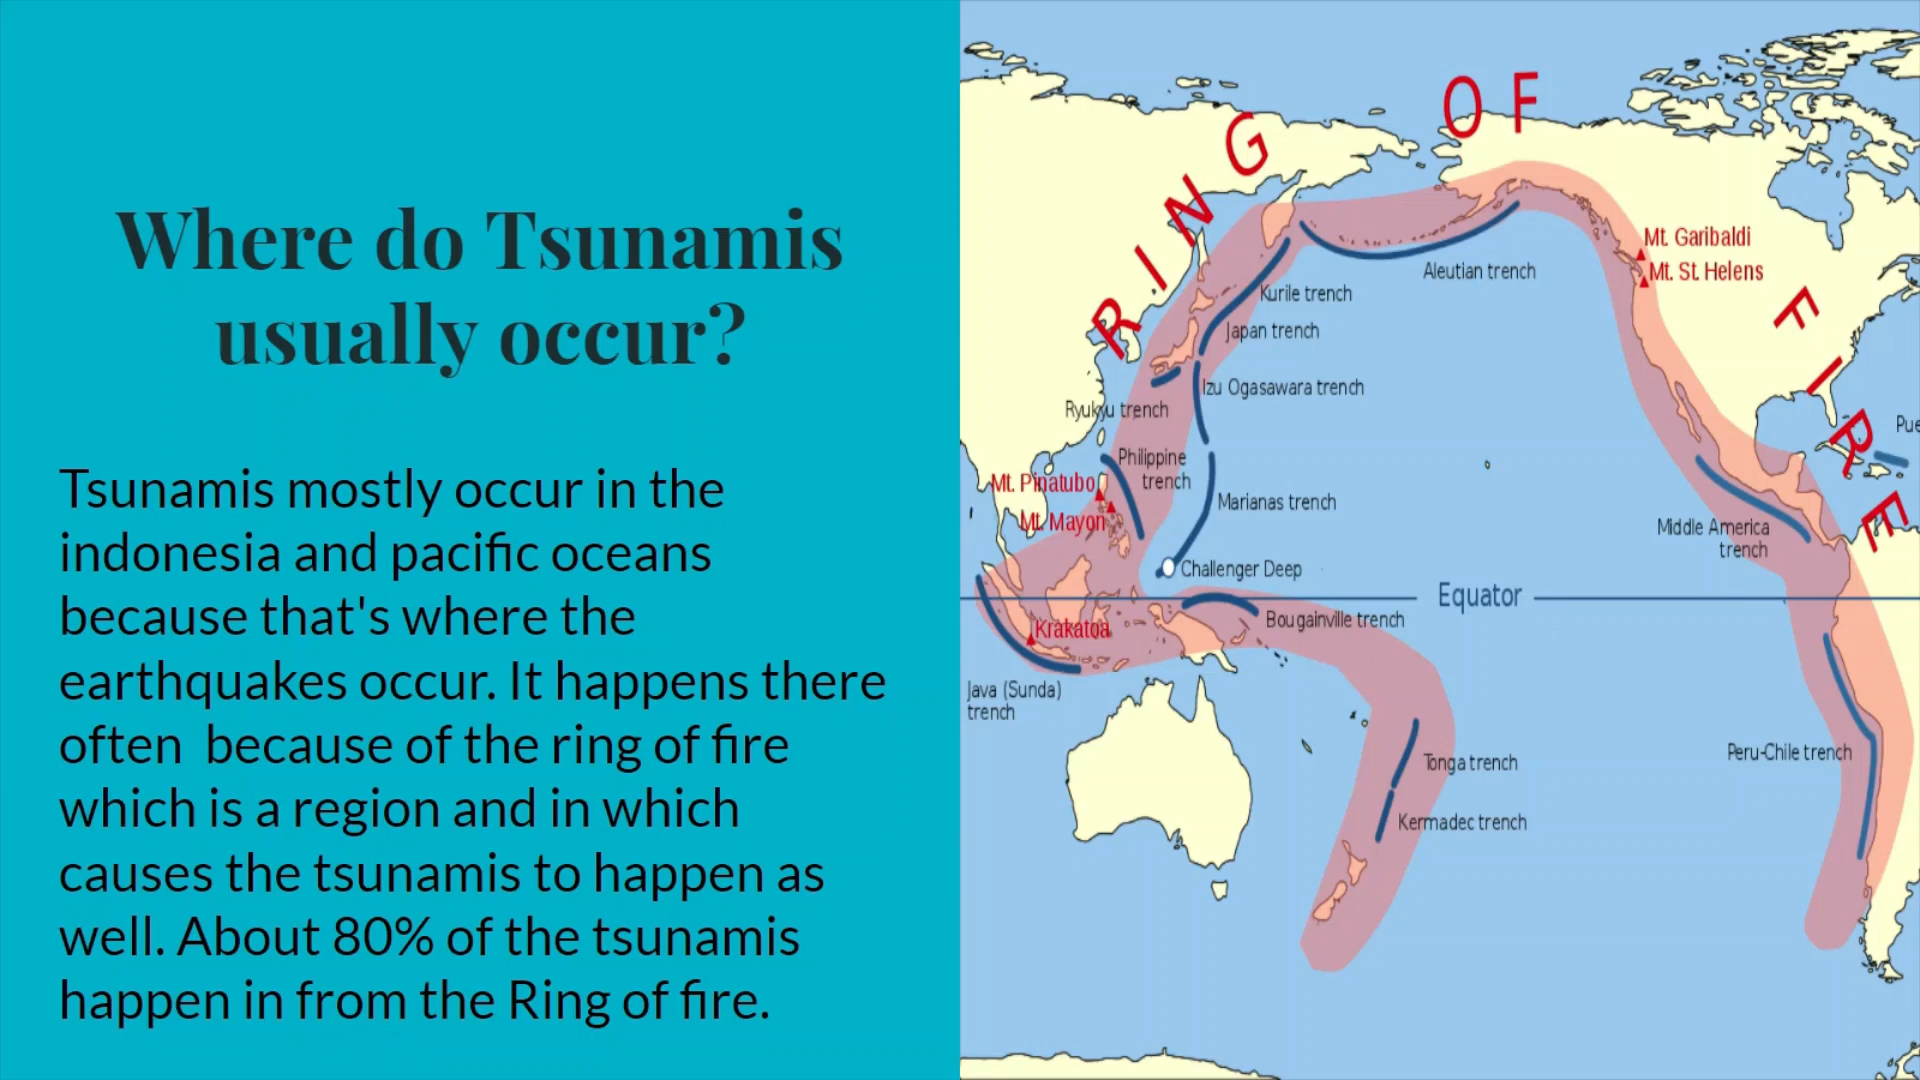 Where do Tsunamis
usually occur?
Tsunamis mostly occur in the
indonesia and pacific oceans
because that's where the
earthquakes occur. It happens there
often  because of the ring of fire
which is a region and in which
causes the tsunamis to happen as
well. About 80% of the tsunamis
happen in from the Ring of fire.
RING OF FIRE
Mt. Garibaldi
Mt. St. Helens
Aleutian trench
Kurile trench
Japan trench
Izu Ogasawara trench
Ryukyu trench
Philippine
trench
Mt. Pinatubo
Mt. Mayon
Marianas trench
Challenger Deep
Equator
Bougainville trench
Krakatoa
Java (Sunda)
trench
Tonga trench
Kermadec trench
Middle America
trench
Peru-Chile trench
Pue